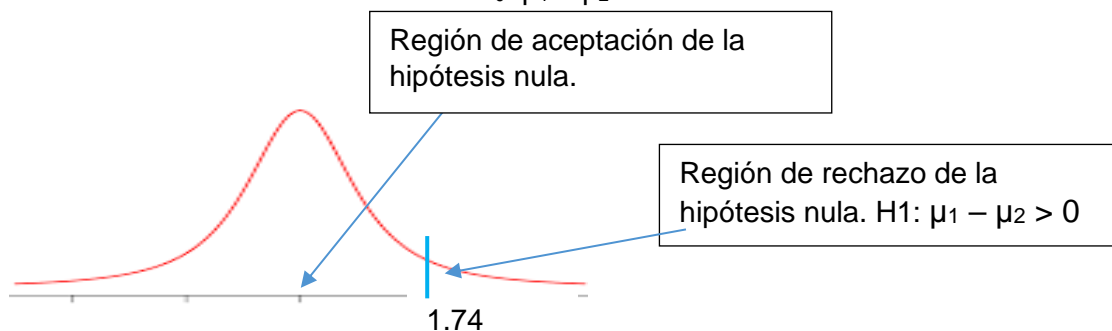 Región de aceptación de la
hipótesis nula.
Región de rechazo de la
hipótesis nula. H1: µ₁ – µ₂ > 0
1.74